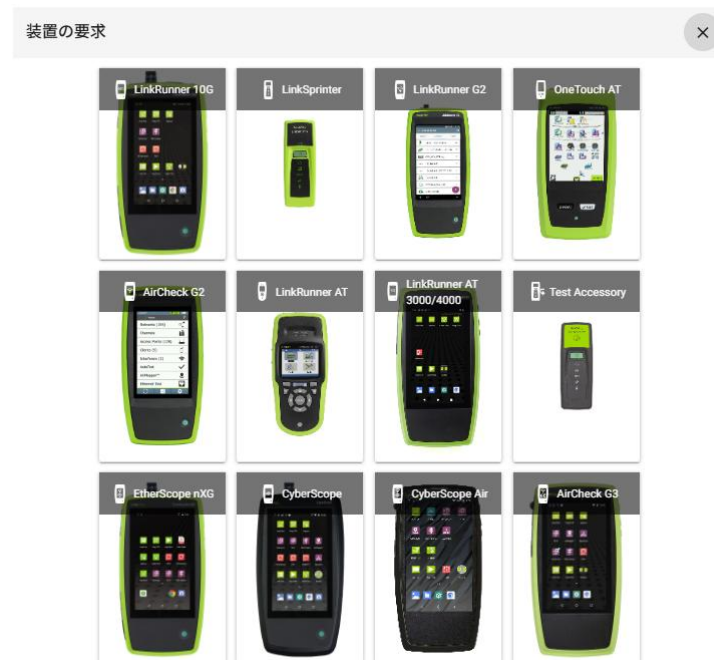 装置の要求
LinkRunner 10G
LinkSprinter
LinkRunner G2
OneTouch AT
AirCheck G2
LinkRunner AT
LinkRunner AT
3000/4000
Test Accessory
EtherScope nXG
CyberScope
CyberScope Air
AirCheck G3